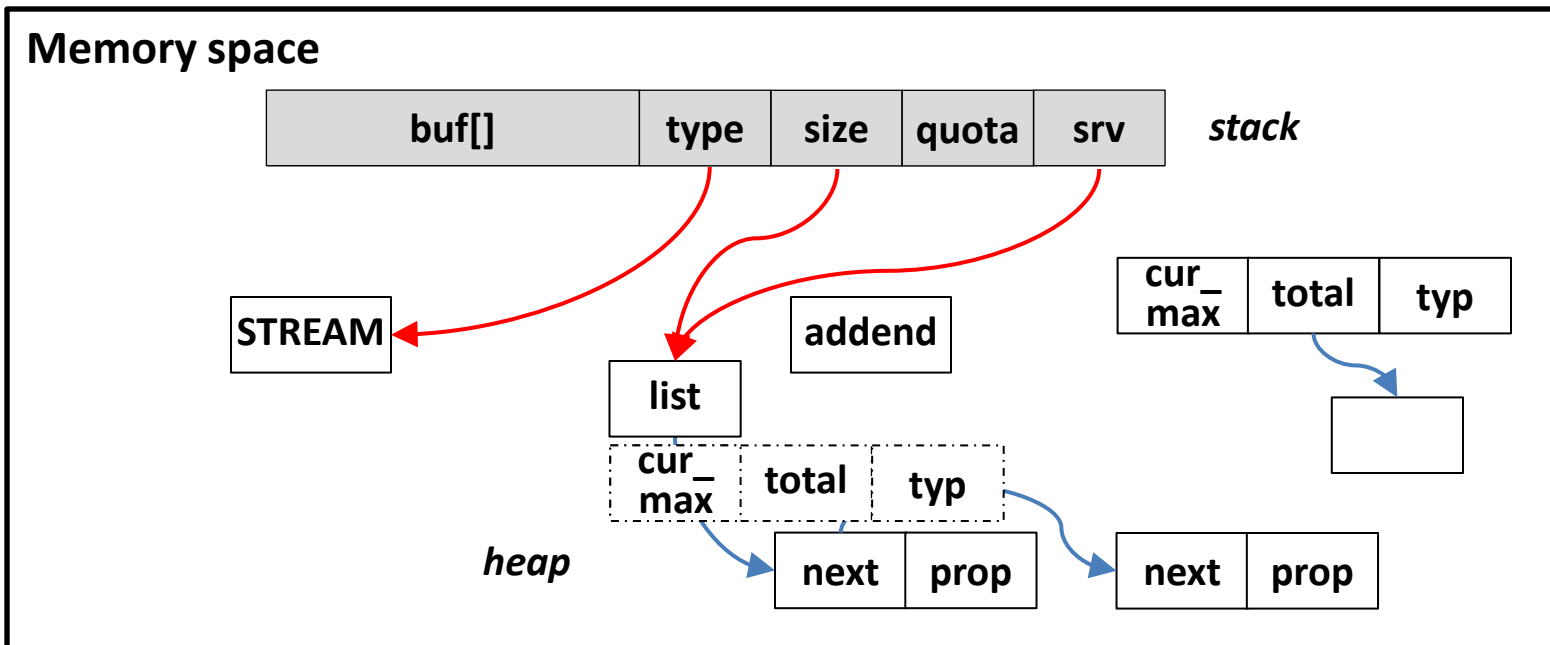 Memory space
buf[] type size quota srv stack
cur_
max total typ
STREAM addend
list
cur_
max total typ
heap next prop next prop